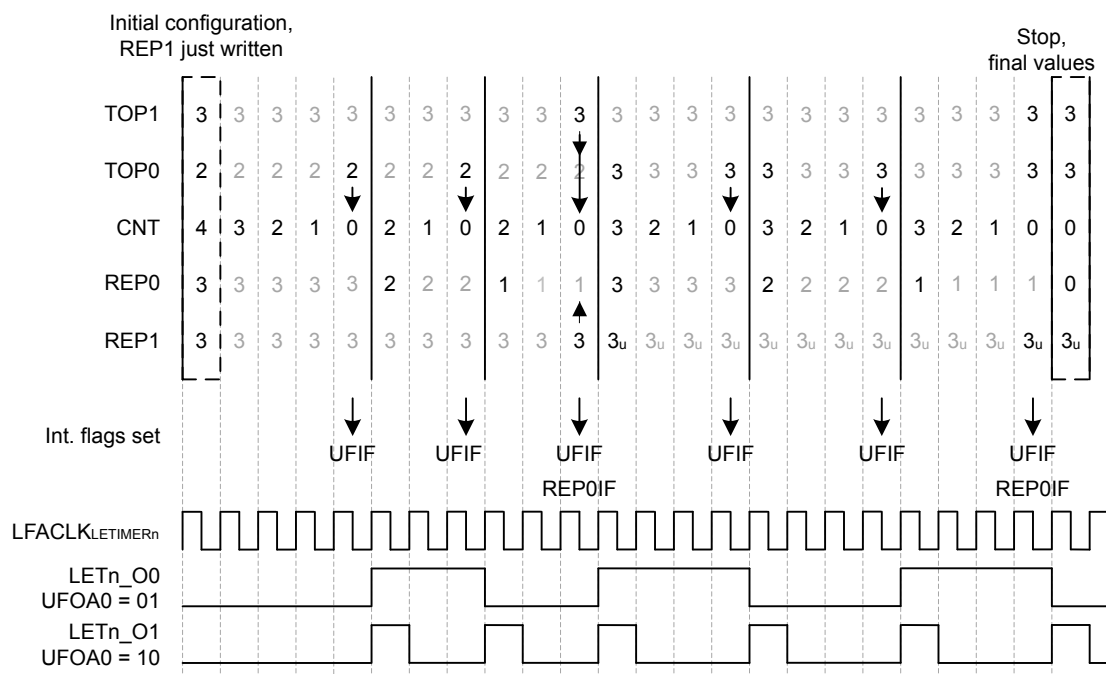 Initial configuration,
REP1 just written
Stop,
final values
TOP1 3 3 3 3 3 3 3 3 3 3 3 3 3 3 3 3 3 3 3 3 3 3 3 3
TOP0 2 2 2 2 2 2 2 2 2 2 2 3 3 3 3 3 3 3 3 3 3 3 3 3
CNT 4 3 2 1 0 2 1 0 2 1 0 3 2 1 0 3 2 1 0 3 2 1 0 0
REP0 3 3 3 3 3 2 2 2 1 1 1 3 3 3 3 2 2 2 2 1 1 1 1 0
REP1 3 3 3 3 3 3 3 3 3 3 3 3u 3u 3u 3u 3u 3u 3u 3u 3u 3u 3u 3u 3u
Int. flags set
UFIF UFIF UFIF UFIF UFIF UFIF
REP0IF REP0IF
LFACLKLETIMERn
LETn_O0
UFOA0 = 01
LETn_O1
UFOA0 = 10